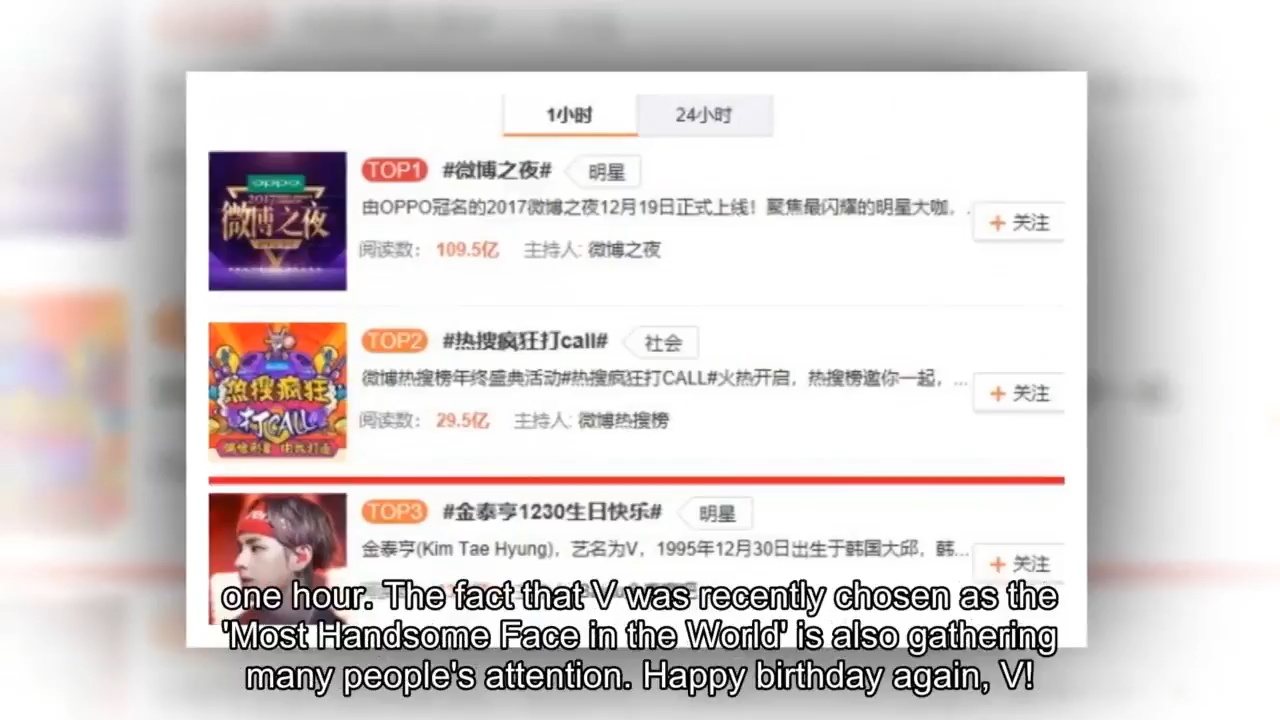 1小时
24小时
TOP1 #微博之夜# 明星
oppo
2017
微博之夜
由OPPO冠名的2017微博之夜12月19日正式上线！聚焦最闪耀的明星大咖，.
+ 关注
阅读数： 109.5亿 主持人: 微博之夜
TOP2 #热搜疯狂打call# 社会
热搜疯狂
打CALL
微博热搜榜年终盛典活动#热搜疯狂打CALL#火热开启，热搜榜邀你一起，...
+ 关注
阅读数： 29.5亿 主持人: 微博热搜榜
TOP3 #金泰亨1230生日快乐# 明星
金泰亨(Kim Tae Hyung)，艺名为V，1995年12月30日出生于韩国大邱，韩...
+ 关注
one hour. The fact that V was recently chosen as the
'Most Handsome Face in the World' is also gathering
many people's attention. Happy birthday again, V!